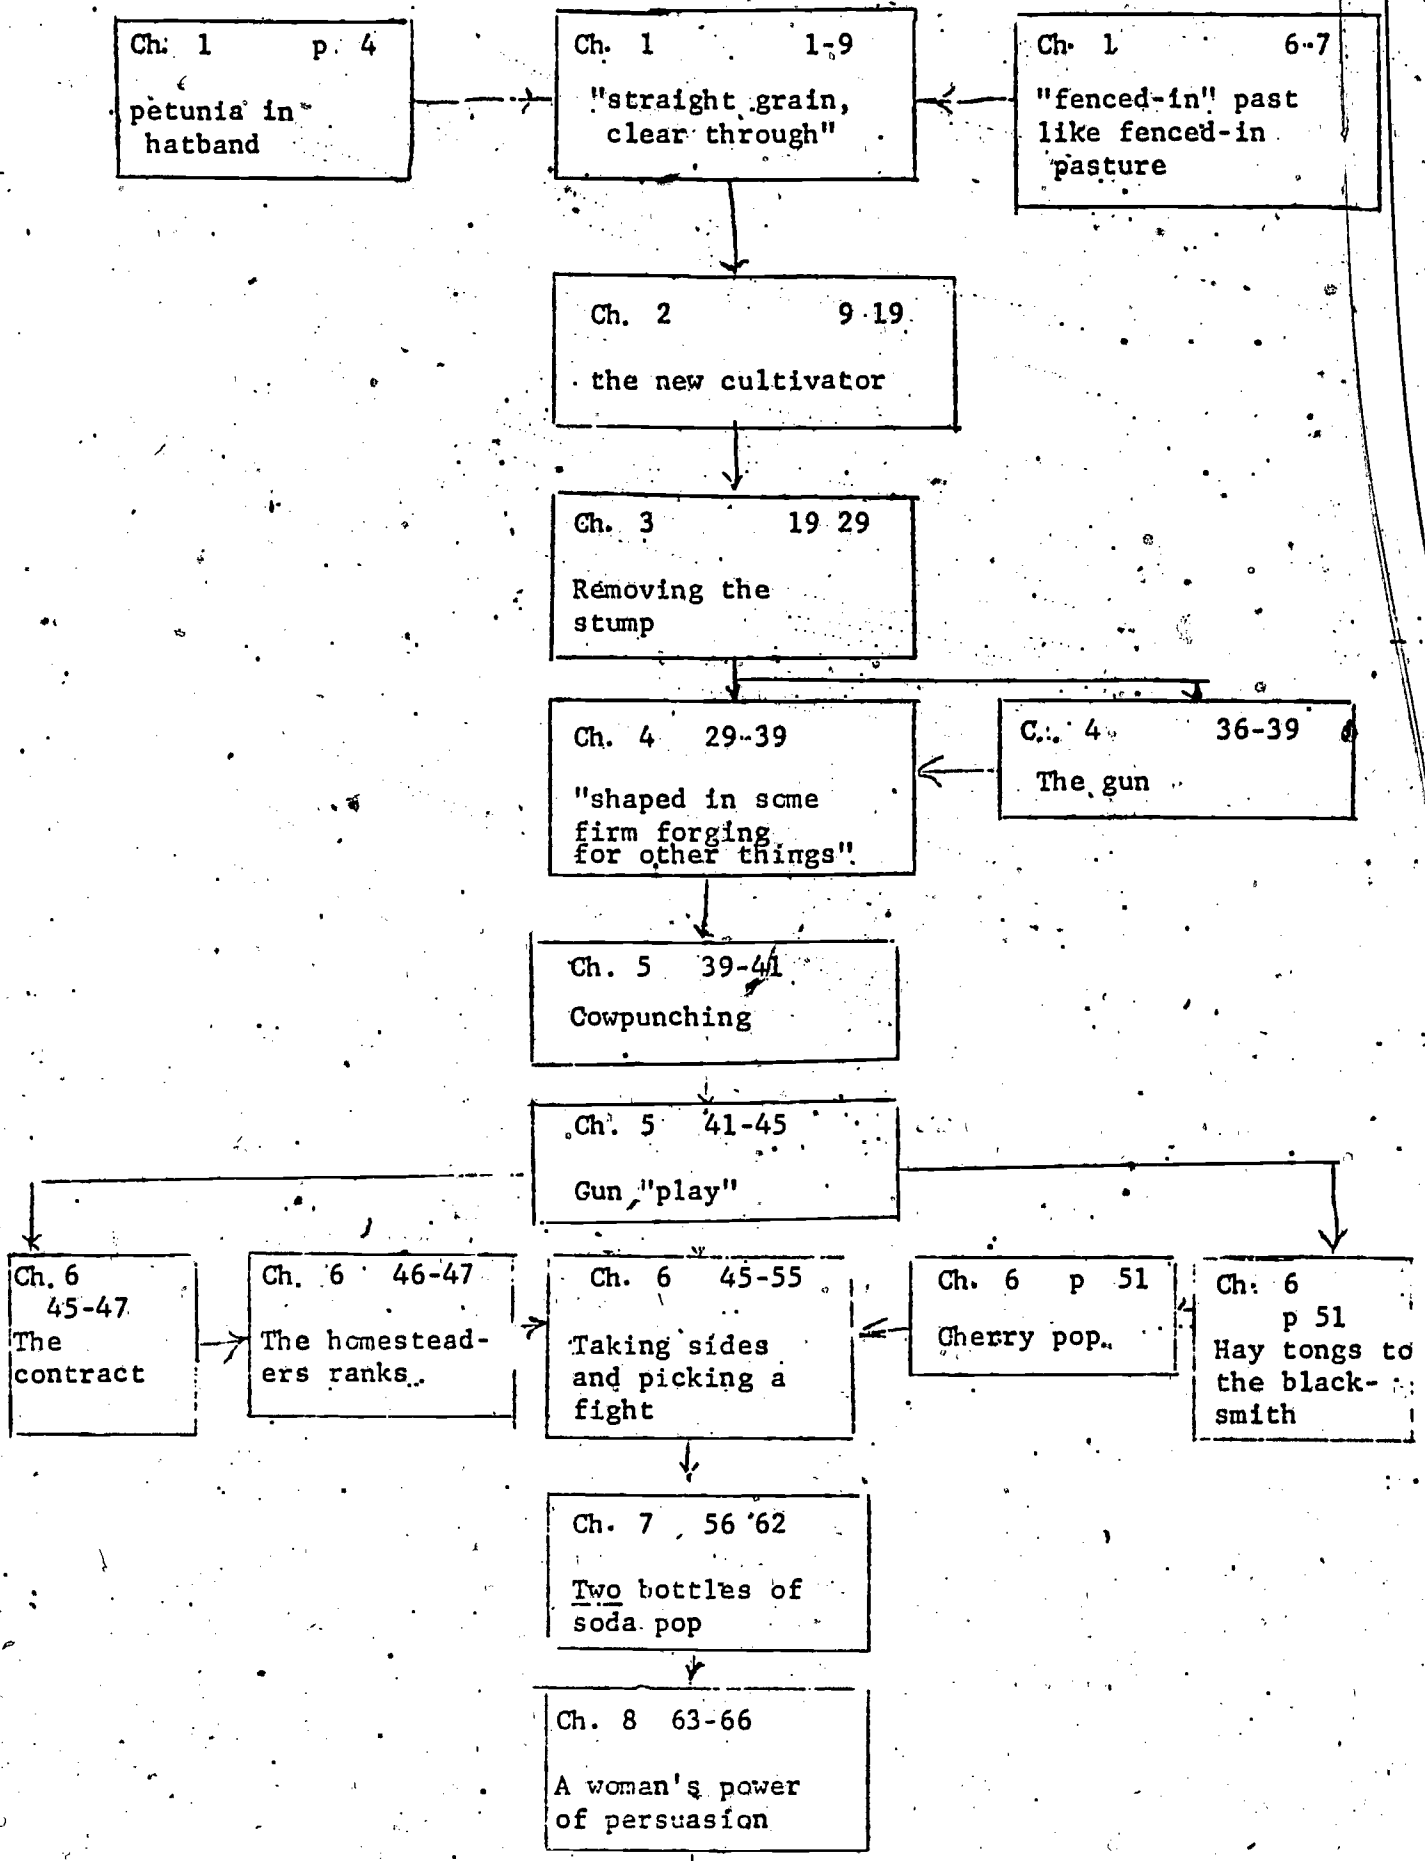 Ch. 1 p. 4
petunia in
hatband
Ch. 1 1-9
"straight grain,
clear through"
Ch. 1 6-7
"fenced-in" past
like fenced-in
pasture
Ch. 2 9-19
the new cultivator
Ch. 3 19 29
Removing the
stump
Ch. 4 29-39
"shaped in some
firm forging
for other things"
C.. 4 36-39
The gun
Ch. 5 39-41
Cowpunching
Ch. 5 41-45
Gun "play"
Ch. 6
45-47
The
contract
Ch. 6 46-47
The homestead-
ers ranks..
Ch. 6 45-55
Taking sides
and picking a
fight
Ch. 6 p 51
Cherry pop..
Ch. 6
p 51
Hay tongs to
the black-
smith
Ch. 7 56 62
Two bottles of
soda pop
Ch. 8 63-66
A woman's power
of persuasion